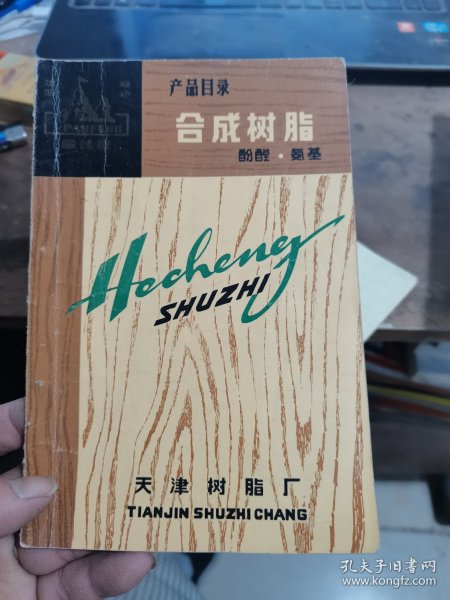 产品目录
合成树脂
酚醛·氨基
Hecheng
SHUZHI
天津树脂厂
TIANJIN SHUZHI CHANG
孔夫子旧书网
www.kongfz.com